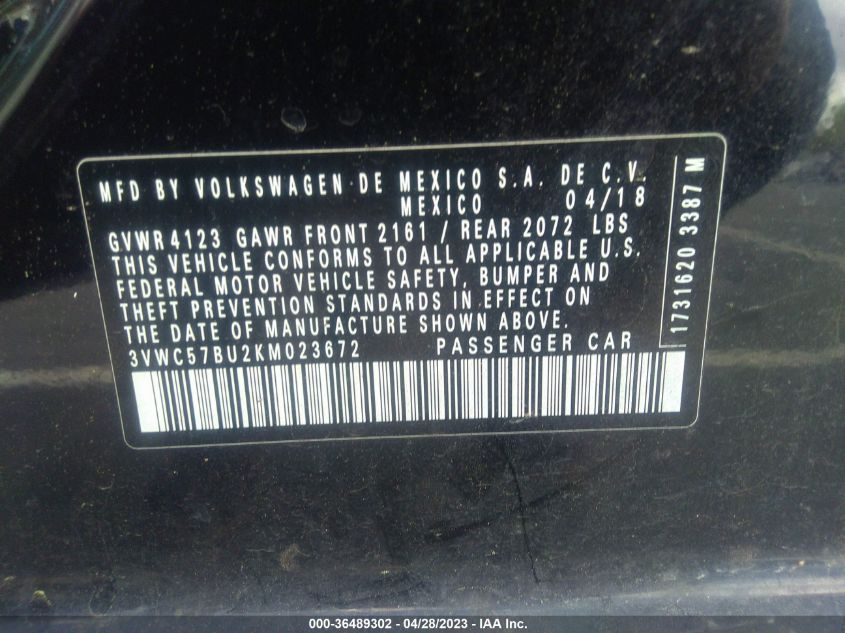 MFD BY VOLKSWAGEN DE MEXICO S.A. DE C.V.
MEXICO 04/18
GVWR 4123 GAWR FRONT 2161 / REAR 2072 LBS
THIS VEHICLE CONFORMS TO ALL APPLICABLE U.S.
FEDERAL MOTOR VEHICLE SAFETY, BUMPER AND
THEFT PREVENTION STANDARDS IN EFFECT ON
THE DATE OF MANUFACTURE SHOWN ABOVE.
3VWC57BU2KM023672 PASSENGER CAR
1731620 3387 M
000-36489302 - 04/28/2023 - IAA Inc.